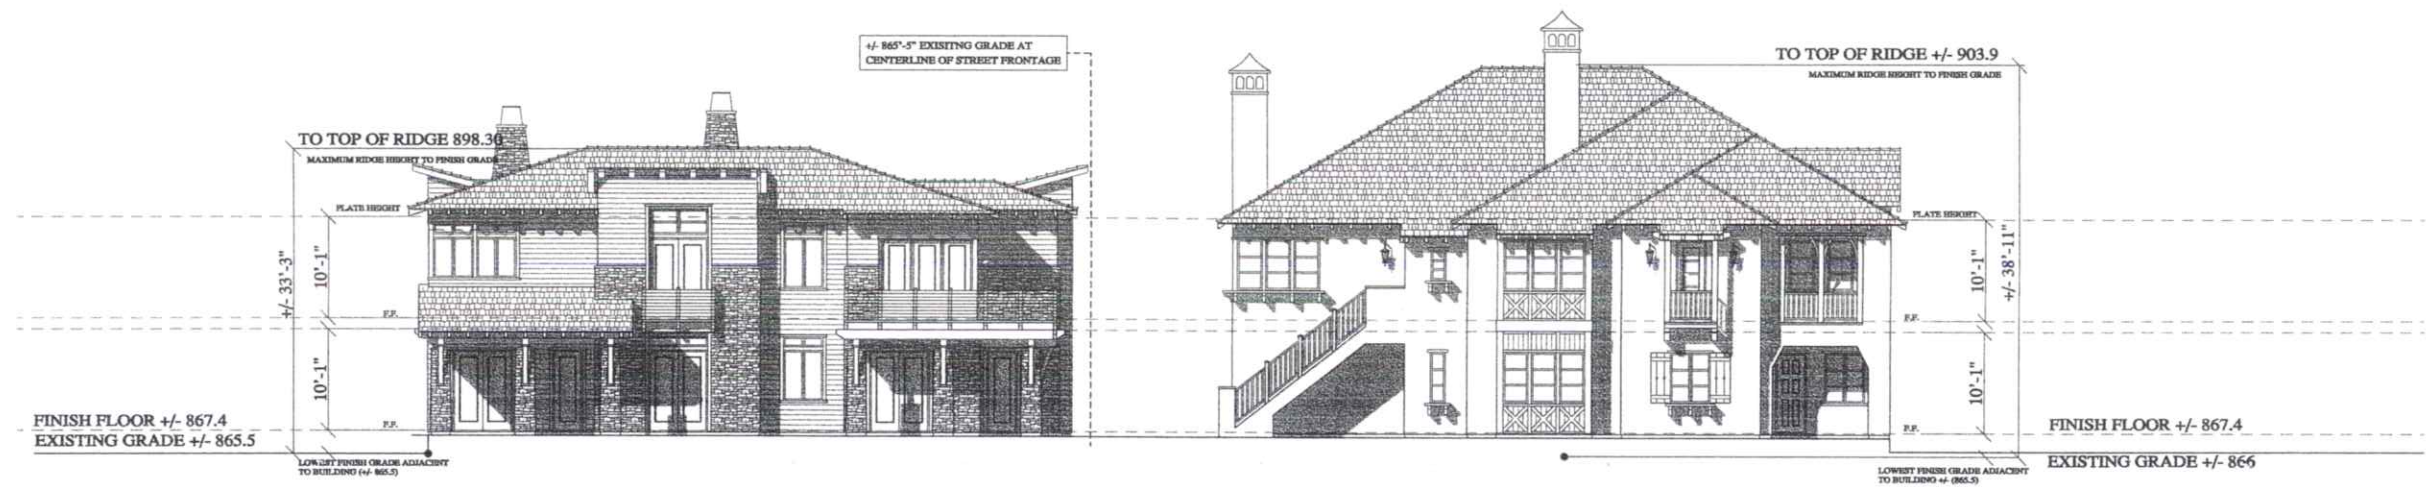 +/- 865'-5" EXISITNG GRADE AT
CENTERLINE OF STREET FRONTAGE
TO TOP OF RIDGE 898.30
MAXIMUM RIDGE HEIGHT TO FINISH GRADE
PLATE HEIGHT
+/- 33'-3"
10'-1"
F.F.
10'-1"
F.F.
FINISH FLOOR +/- 867.4
EXISTING GRADE +/- 865.5
LOWEST FINISH GRADE ADJACENT
TO BUILDING (+/- 865.5)
TO TOP OF RIDGE +/- 903.9
MAXIMUM RIDGE HEIGHT TO FINISH GRADE
PLATE HEIGHT
10'-1"
+/- 38'-11"
F.F.
10'-1"
F.F.
FINISH FLOOR +/- 867.4
EXISTING GRADE +/- 866
LOWEST FINISH GRADE ADJACENT
TO BUILDING +/- (865.5)